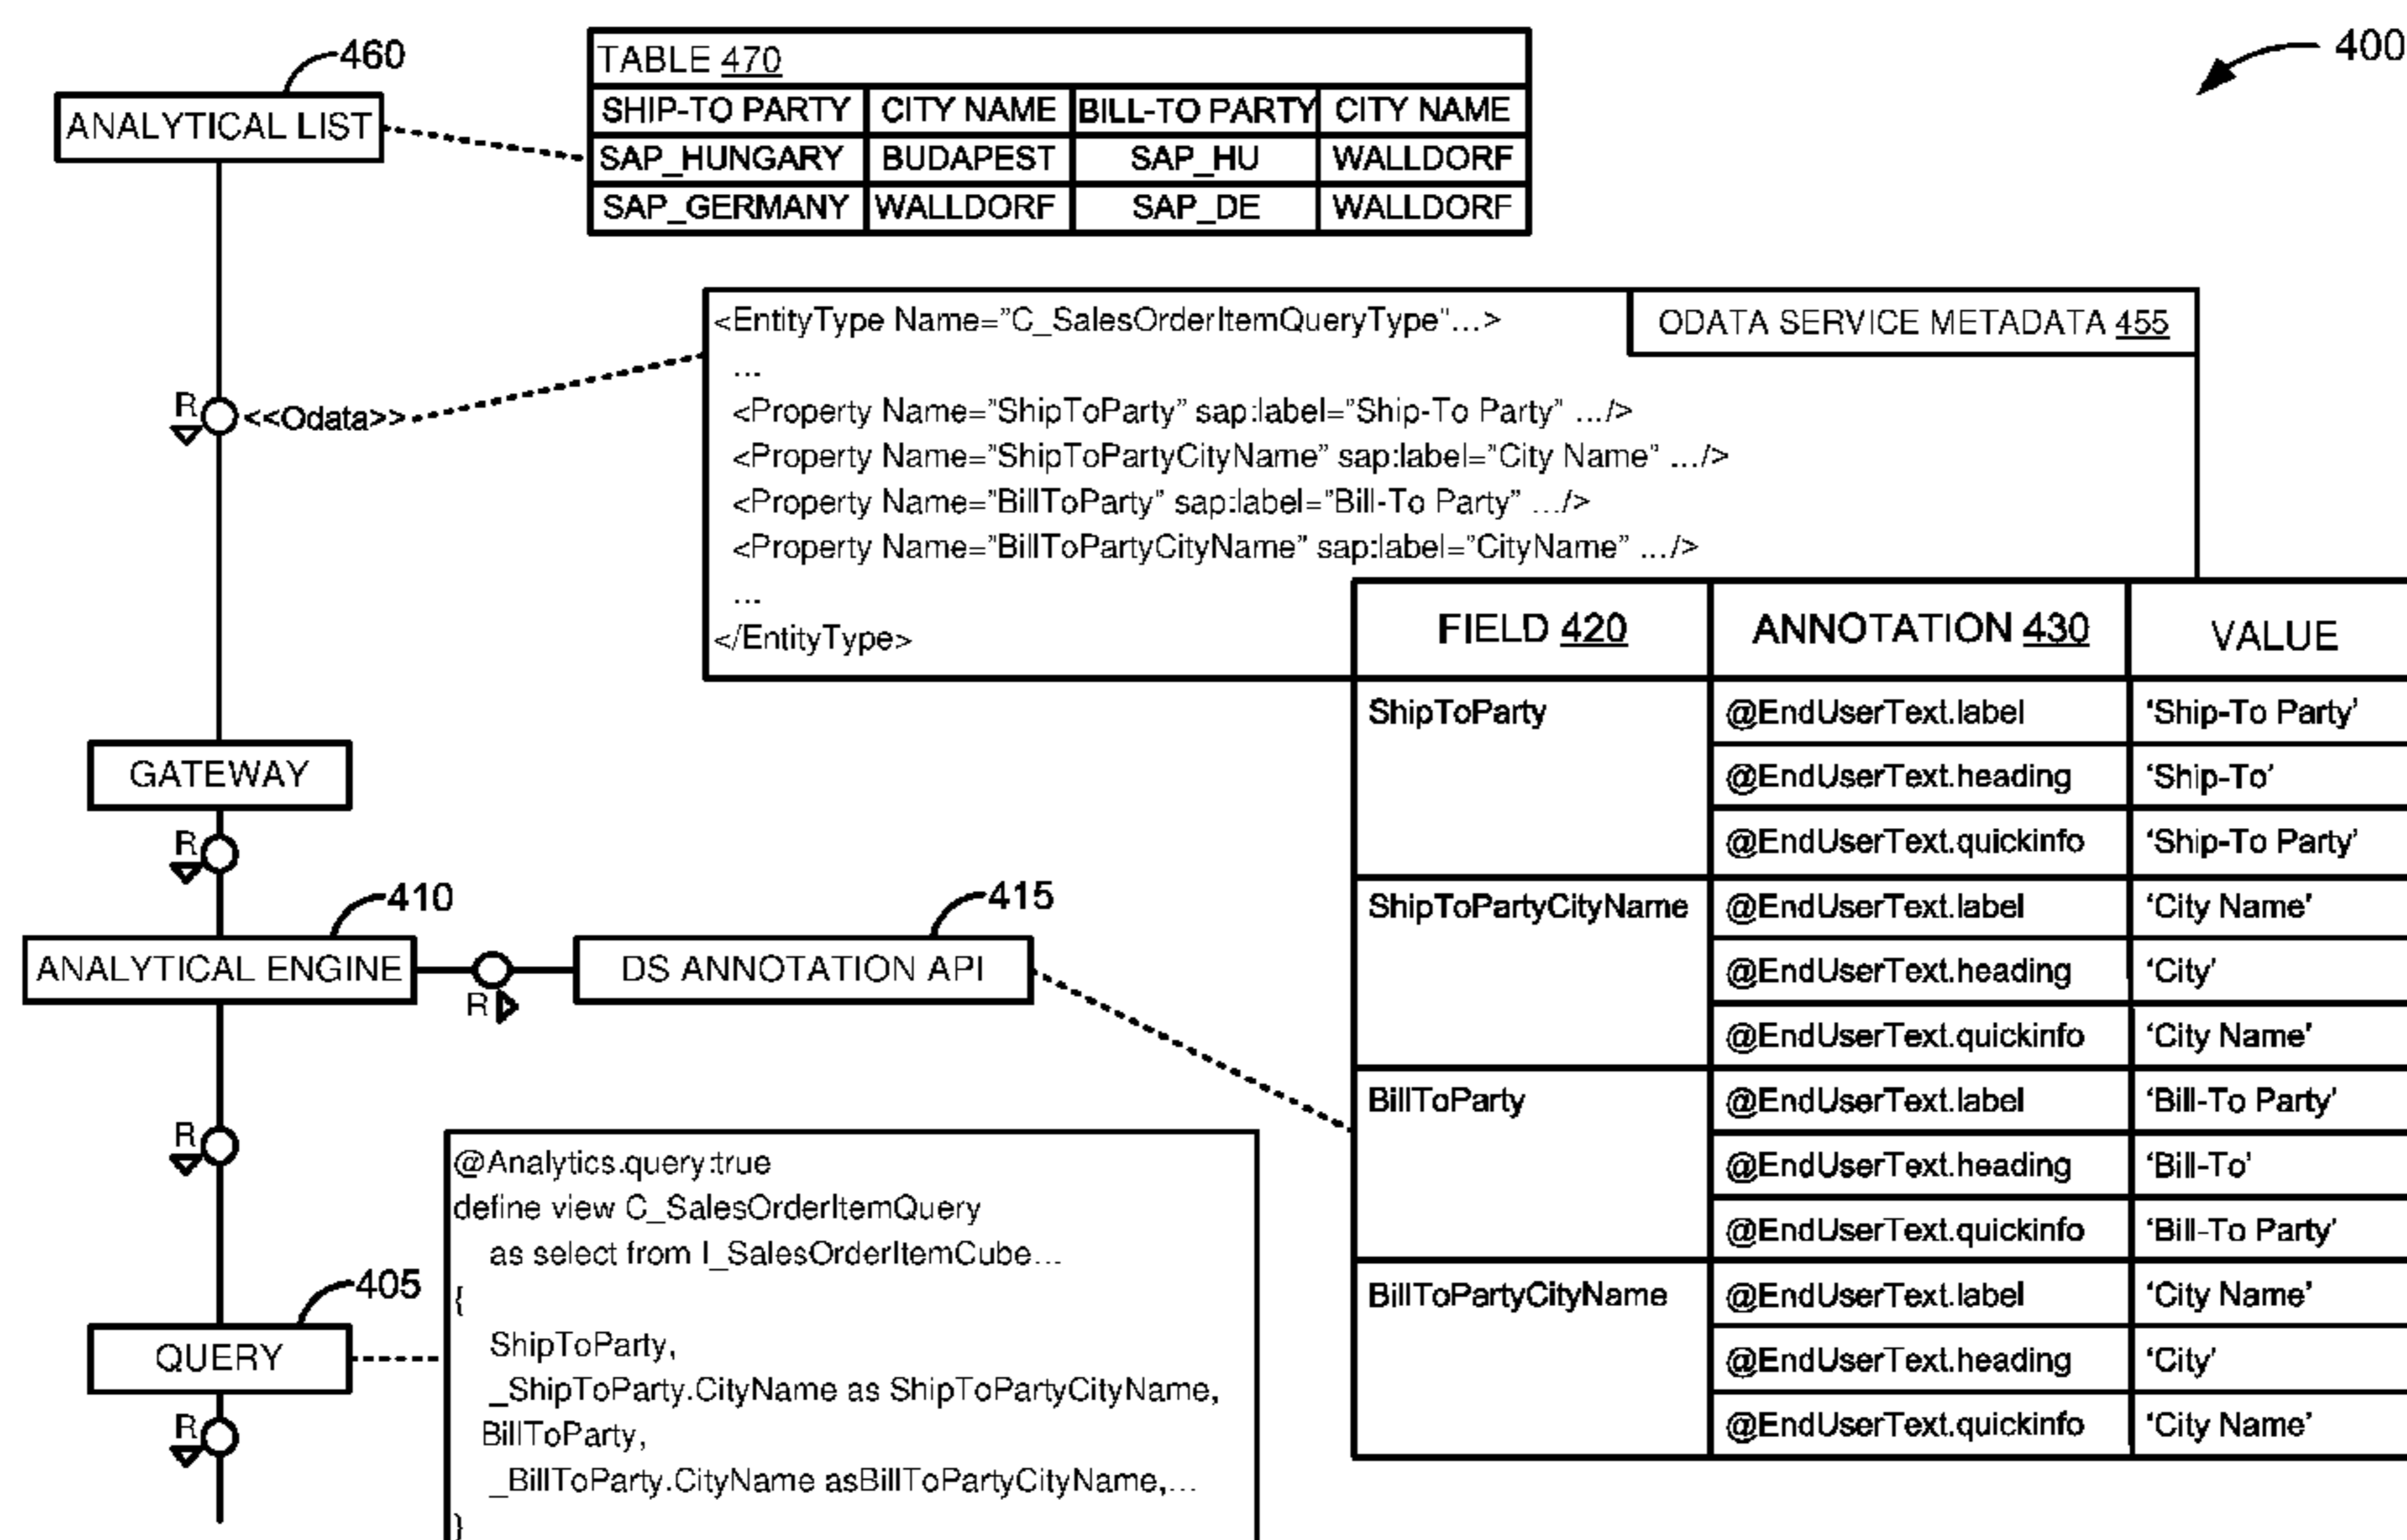 400
460
ANALYTICAL LIST
TABLE 470
SHIP-TO PARTY CITY NAME BILL-TO PARTY CITY NAME
SAP_HUNGARY BUDAPEST SAP_HU WALLDORF
SAP_GERMANY WALLDORF SAP_DE WALLDORF
R <<Odata>>
ODATA SERVICE METADATA 455
<EntityType Name="C_SalesOrderItemQueryType"...>
...
<Property Name="ShipToParty" sap:label="Ship-To Party" .../>
<Property Name="ShipToPartyCityName" sap:label="City Name" .../>
<Property Name="BillToParty" sap:label="Bill-To Party" .../>
<Property Name="BillToPartyCityName" sap:label="CityName" .../>
...
</EntityType>
GATEWAY
R
410
ANALYTICAL ENGINE
R
415
DS ANNOTATION API
FIELD 420 ANNOTATION 430 VALUE
ShipToParty @EndUserText.label ‘Ship-To Party’
@EndUserText.heading ‘Ship-To’
@EndUserText.quickinfo ‘Ship-To Party’
ShipToPartyCityName @EndUserText.label ‘City Name’
@EndUserText.heading ‘City’
@EndUserText.quickinfo ‘City Name’
BillToParty @EndUserText.label ‘Bill-To Party’
@EndUserText.heading ‘Bill-To’
@EndUserText.quickinfo ‘Bill-To Party’
BillToPartyCityName @EndUserText.label ‘City Name’
@EndUserText.heading ‘City’
@EndUserText.quickinfo ‘City Name’
R
405
QUERY
R
@Analytics.query:true
define view C_SalesOrderItemQuery
as select from I_SalesOrderItemCube...
{
ShipToParty,
_ShipToParty.CityName as ShipToPartyCityName,
BillToParty,
_BillToParty.CityName asBillToPartyCityName,...
}